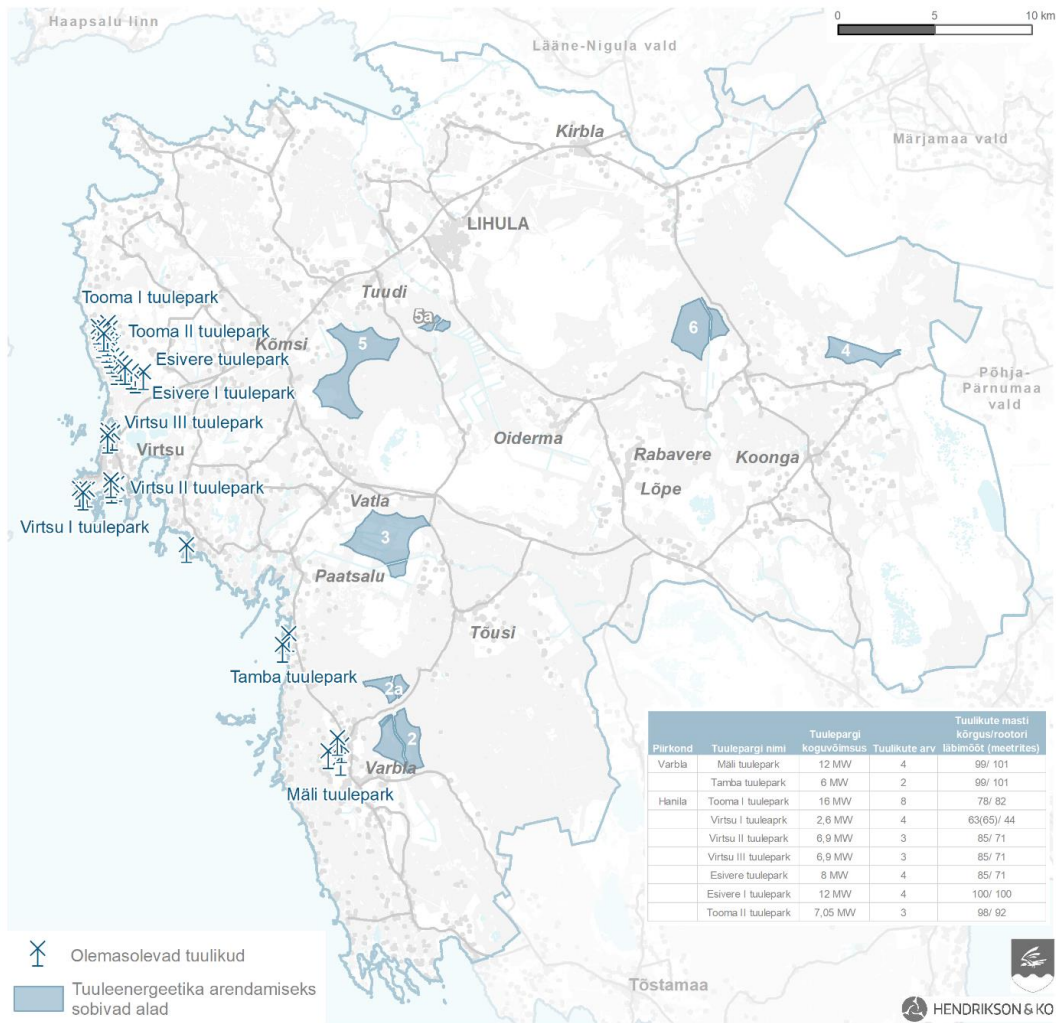 Haapsalu linn
0 5 10 km
Lääne-Nigula vald
Kirbla
Märjamaa vald
LIHULA
Tuudi
Tooma I tuulepark
5a
Tooma II tuulepark
Kõmsi
5
6
Esivere tuulepark
4
Esivere I tuulepark
Põhja-
Pärnumaa
vald
Virtsu III tuulepark
Virtsu
Oiderma
Rabavere
Koonga
Virtsu II tuulepark
Lõpe
Vatla
Virtsu I tuulepark
3
Paatsalu
Tõusi
Tamba tuulepark
2a
2
Varbla
Mäli tuulepark
Piirkond Tuulepargi nimi Tuulepargi koguvõimsus Tuulikute arv Tuulikute masti kõrgus/rootori läbimõõt (meetrites)
Varbla Mäli tuulepark 12 MW 4 99/ 101
Tamba tuulepark 6 MW 2 99/ 101
Hanila Tooma I tuulepark 16 MW 8 78/ 82
Virtsu I tuuleaprk 2,6 MW 4 63(65)/ 44
Virtsu II tuulepark 6,9 MW 3 85/ 71
Virtsu III tuulepark 6,9 MW 3 85/ 71
Esivere tuulepark 8 MW 4 85/ 71
Esivere I tuulepark 12 MW 4 100/ 100
Tooma II tuulepark 7,05 MW 3 98/ 92
Olemasolevad tuulikud
Tuuleenergeetika arendamiseks
sobivad alad
Tõstamaa
HENDRIKSON & KO